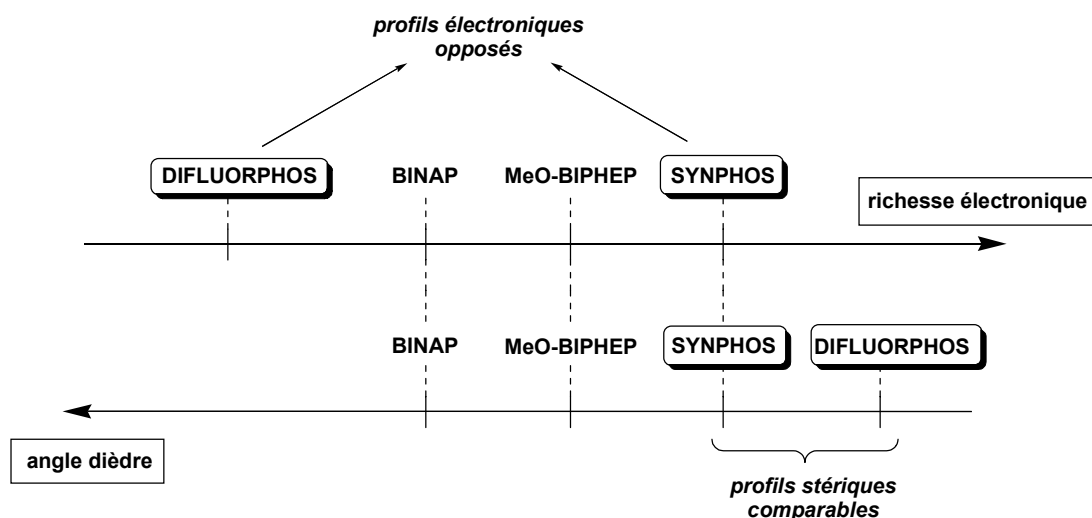 profils électroniques
opposés
DIFLUORPHOS BINAP MeO-BIPHEP SYNPHOS
richesse électronique
BINAP MeO-BIPHEP SYNPHOS DIFLUORPHOS
angle dièdre
profils stériques
comparables